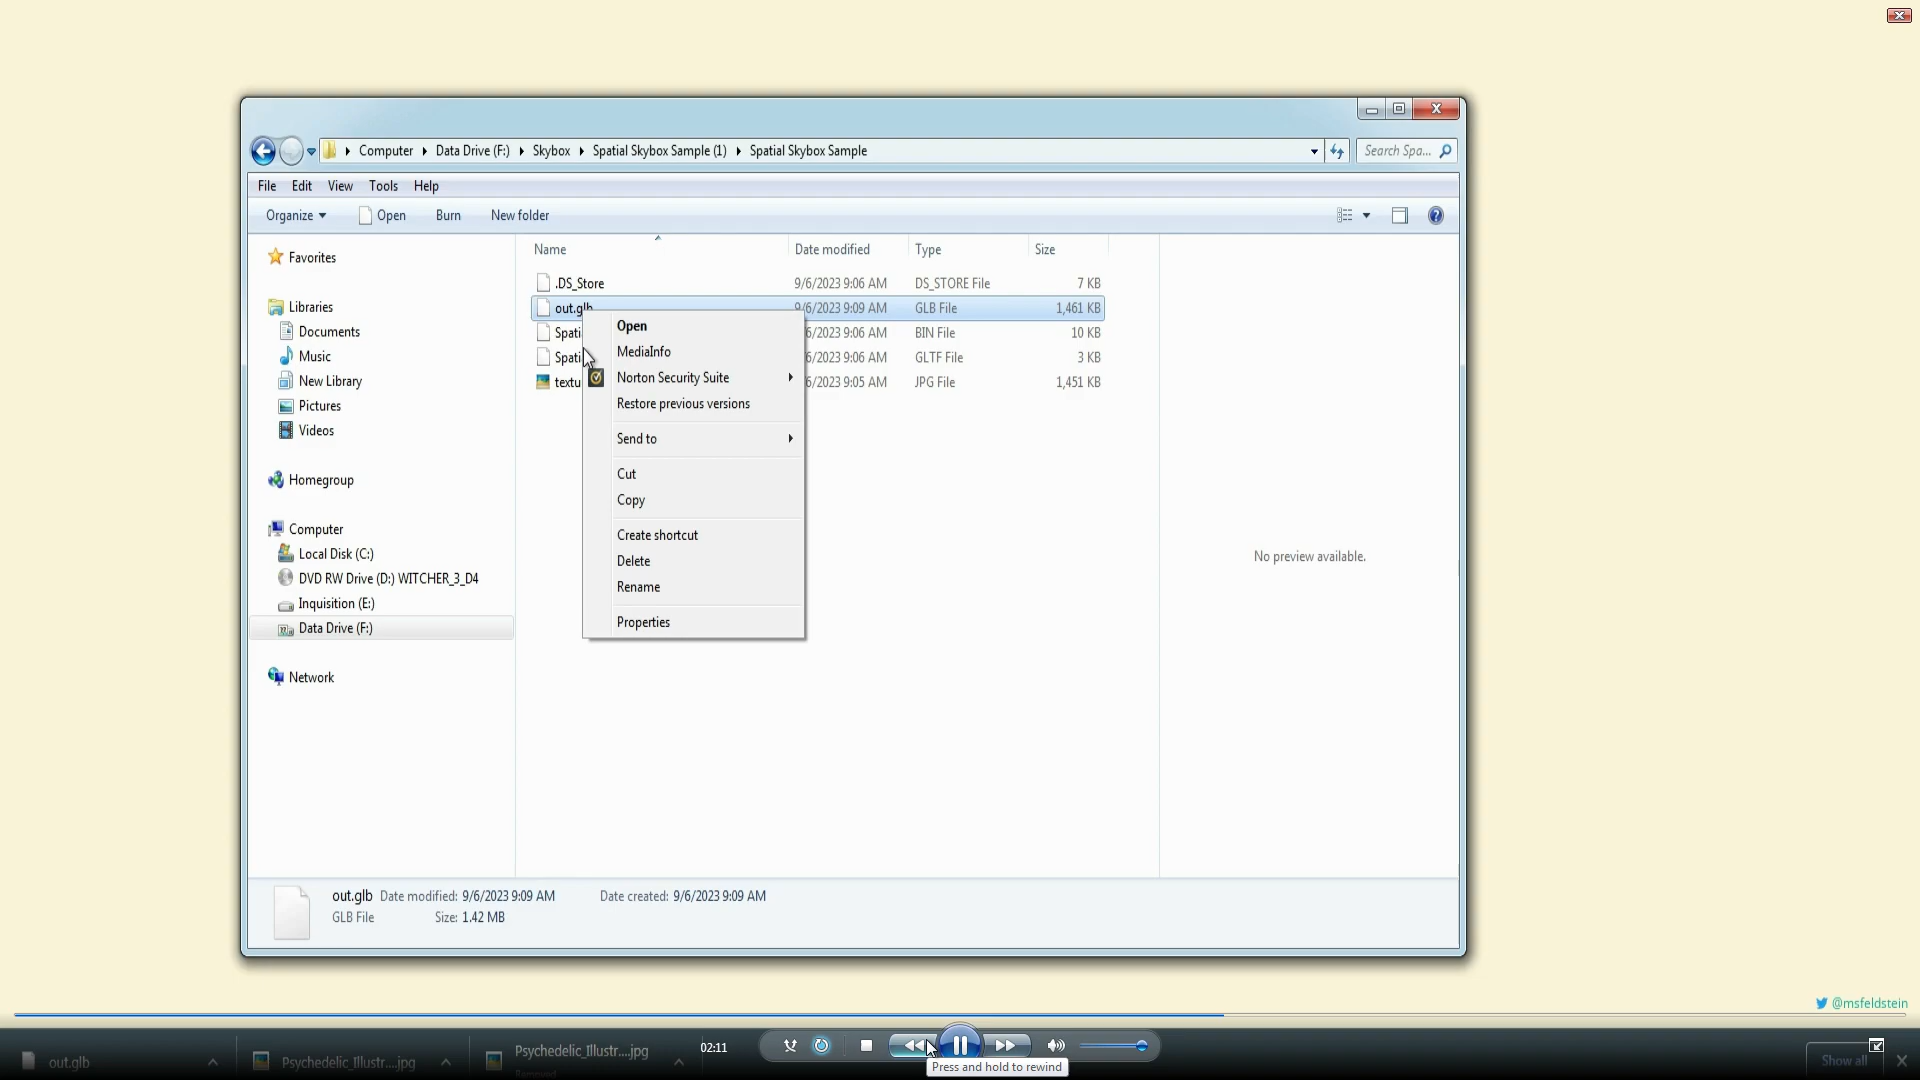 Computer Data Drive (F:) Skybox Spatial Skybox Sample (1) Spatial Skybox Sample
Search Spa...
File Edit View Tools Help
Organize Open Burn New folder
Favorites
Libraries
Documents
Music
New Library
Pictures
Videos
Homegroup
Computer
Local Disk (C:)
DVD RW Drive (D:) WITCHER_3_D4
Inquisition (E:)
Data Drive (F:)
Network
Name Date modified Type Size
.DS_Store 9/6/2023 9:06 AM DS_STORE File 7 KB
out.glb 9/6/2023 9:09 AM GLB File 1,461 KB
Spati 6/2023 9:06 AM BIN File 10 KB
Spati 6/2023 9:06 AM GLTF File 3 KB
textu 6/2023 9:05 AM JPG File 1,451 KB
Open
MediaInfo
Norton Security Suite
Restore previous versions
Send to
Cut
Copy
Create shortcut
Delete
Rename
Properties
No preview available.
out.glb Date modified: 9/6/2023 9:09 AM Date created: 9/6/2023 9:09 AM
GLB File Size: 1.42 MB
@msfeldstein
out.glb
Psychedelic_Illustr....jpg
Psychedelic_Illustr....jpg
02:11
Press and hold to rewind
Show all